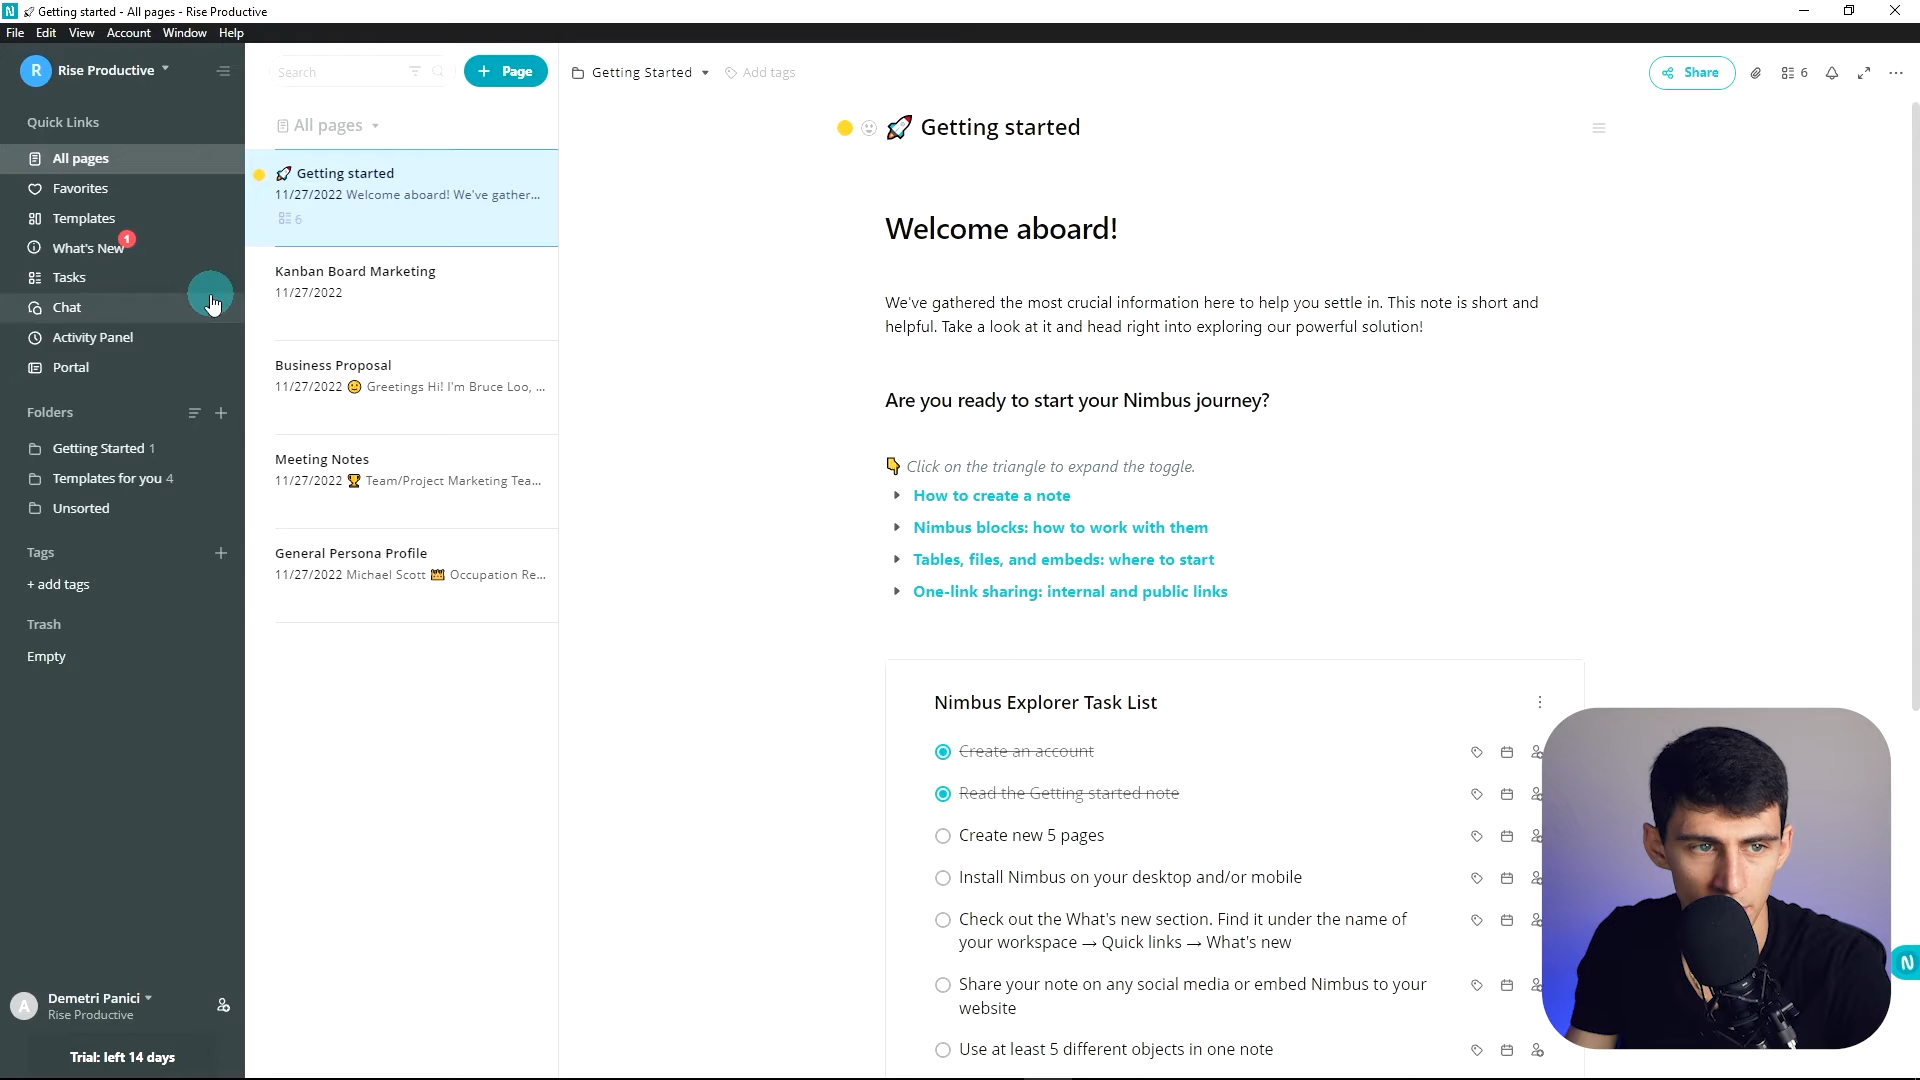 N 🚀 Getting started - All pages - Rise Productive
File Edit View Account Window Help
R Rise Productive
Quick Links
All pages
Favorites
Templates
What's New 1
Tasks
Chat
Activity Panel
Portal
Folders
Getting Started 1
Templates for you 4
Unsorted
Tags
+ add tags
Trash
Empty
A Demetri Panici
Rise Productive
Trial: left 14 days
Search
+ Page
All pages
🚀 Getting started
11/27/2022 Welcome aboard! We've gather...
6
Kanban Board Marketing
11/27/2022
Business Proposal
11/27/2022 🙂 Greetings Hi! I'm Bruce Loo, ...
Meeting Notes
11/27/2022 🏆 Team/Project Marketing Tea...
General Persona Profile
11/27/2022 Michael Scott Occupation Re...
Getting Started Add tags
Share 6
🚀 Getting started
Welcome aboard!
We've gathered the most crucial information here to help you settle in. This note is short and
helpful. Take a look at it and head right into exploring our powerful solution!
Are you ready to start your Nimbus journey?
👇 Click on the triangle to expand the toggle.
How to create a note
Nimbus blocks: how to work with them
Tables, files, and embeds: where to start
One-link sharing: internal and public links
Nimbus Explorer Task List
Create an account
Read the Getting started note
Create new 5 pages
Install Nimbus on your desktop and/or mobile
Check out the What's new section. Find it under the name of
your workspace → Quick links → What's new
Share your note on any social media or embed Nimbus to your
website
Use at least 5 different objects in one note
N